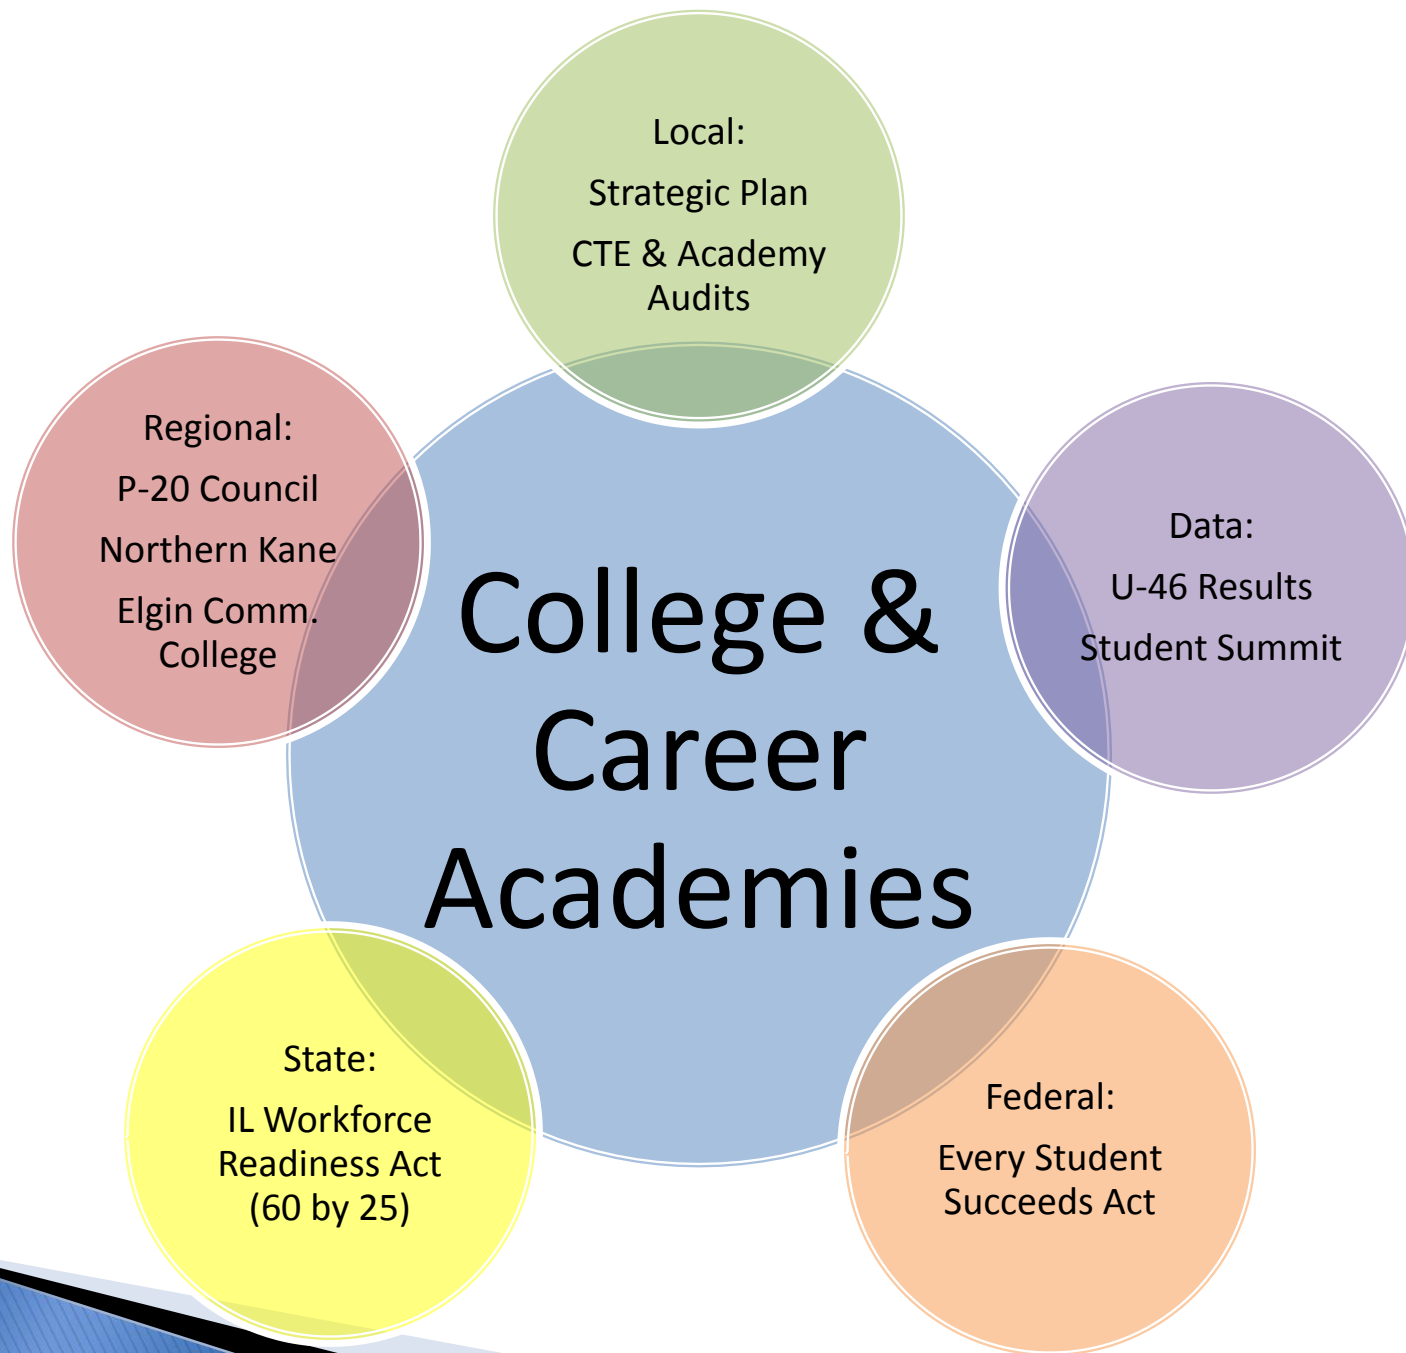 Local:
Strategic Plan
CTE & Academy
Audits
Regional:
P-20 Council
Northern Kane
Elgin Comm.
College
Data:
U-46 Results
Student Summit
College &
Career
Academies
State:
IL Workforce
Readiness Act
(60 by 25)
Federal:
Every Student
Succeeds Act